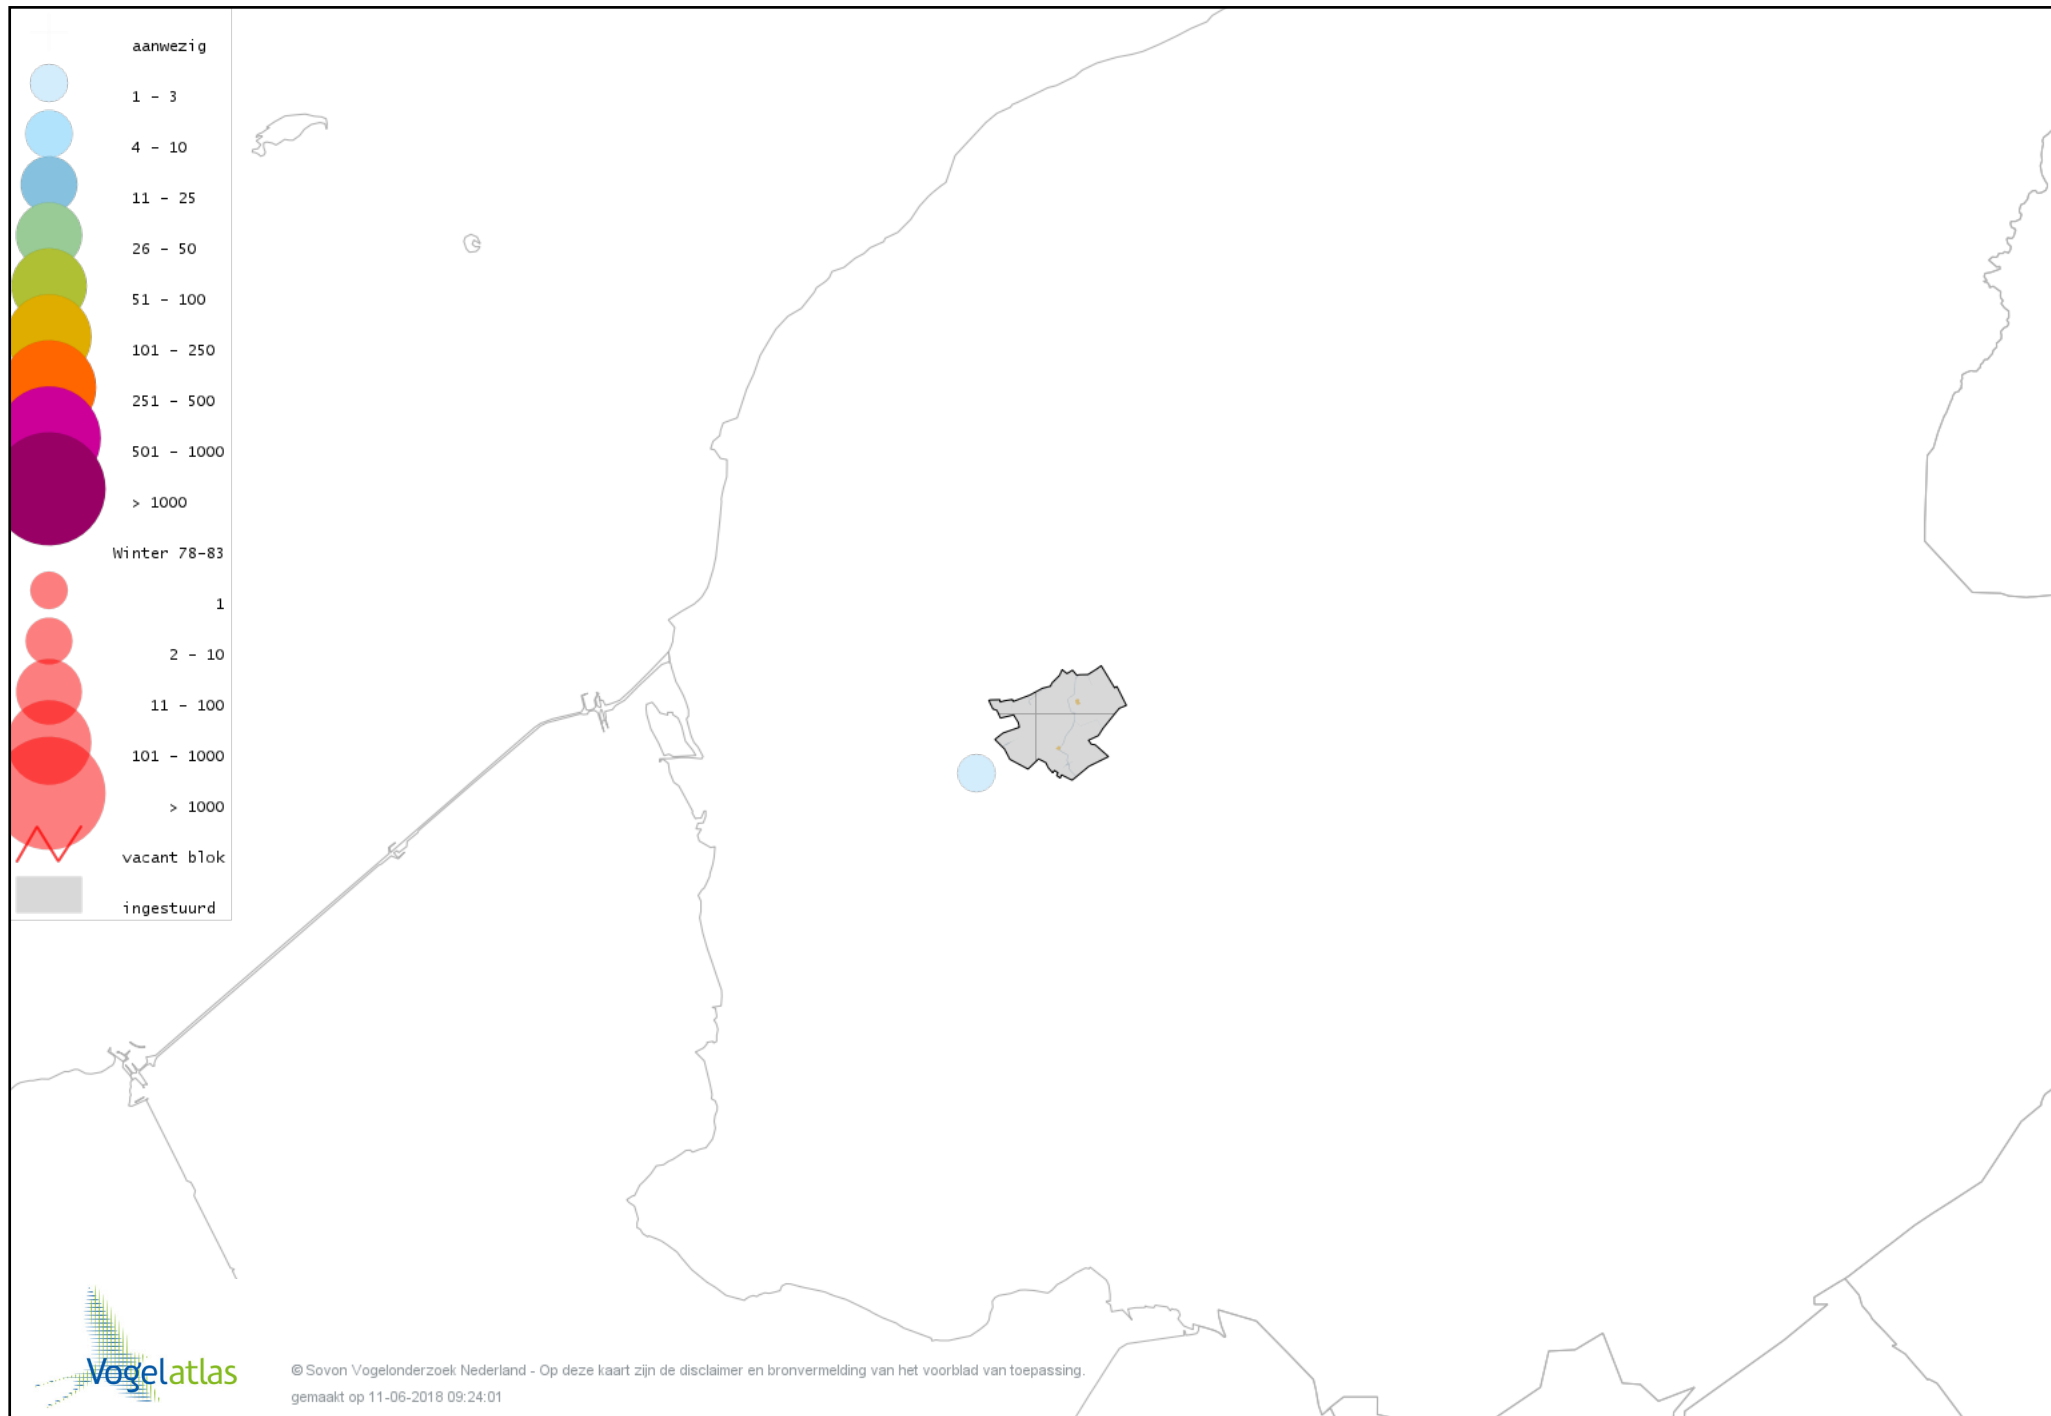 aanwezig
1 - 3
4 - 10
11 - 25
26 - 50
51 - 100
101 - 250
251 - 500
501 - 1000
> 1000
Winter 78-83
1
2 - 10
11 - 100
101 - 1000
> 1000
vacant blok
ingestuurd
Vogelatlas
© Sovon Vogelonderzoek Nederland - Op deze kaart zijn de disclaimer en bronvermelding van het voorblad van toepassing.
gemaakt op 11-06-2018 09:24:01